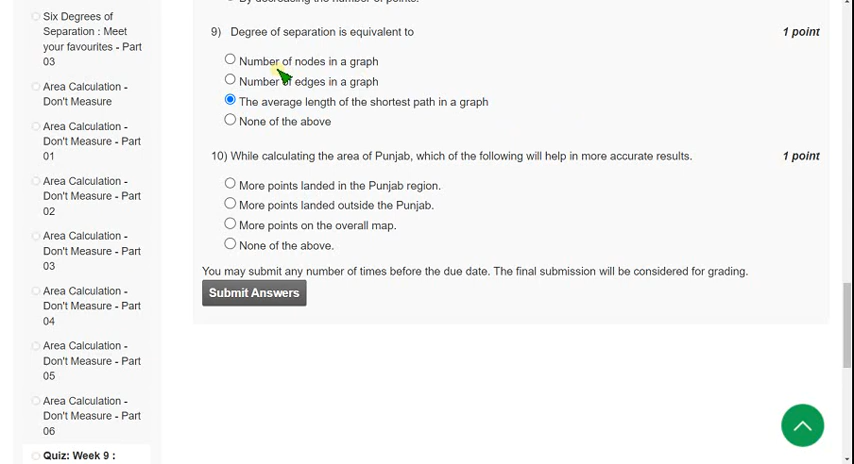 Six Degrees of
Separation : Meet
your favourites - Part
03
Area Calculation -
Don't Measure
Area Calculation -
Don't Measure - Part
01
Area Calculation -
Don't Measure - Part
02
Area Calculation -
Don't Measure - Part
03
Area Calculation -
Don't Measure - Part
04
Area Calculation -
Don't Measure - Part
05
Area Calculation -
Don't Measure - Part
06
Quiz: Week 9 :
By decreasing the number of points.
9) Degree of separation is equivalent to 1 point
Number of nodes in a graph
Number of edges in a graph
The average length of the shortest path in a graph
None of the above
10) While calculating the area of Punjab, which of the following will help in more accurate results. 1 point
More points landed in the Punjab region.
More points landed outside the Punjab.
More points on the overall map.
None of the above.
You may submit any number of times before the due date. The final submission will be considered for grading.
Submit Answers